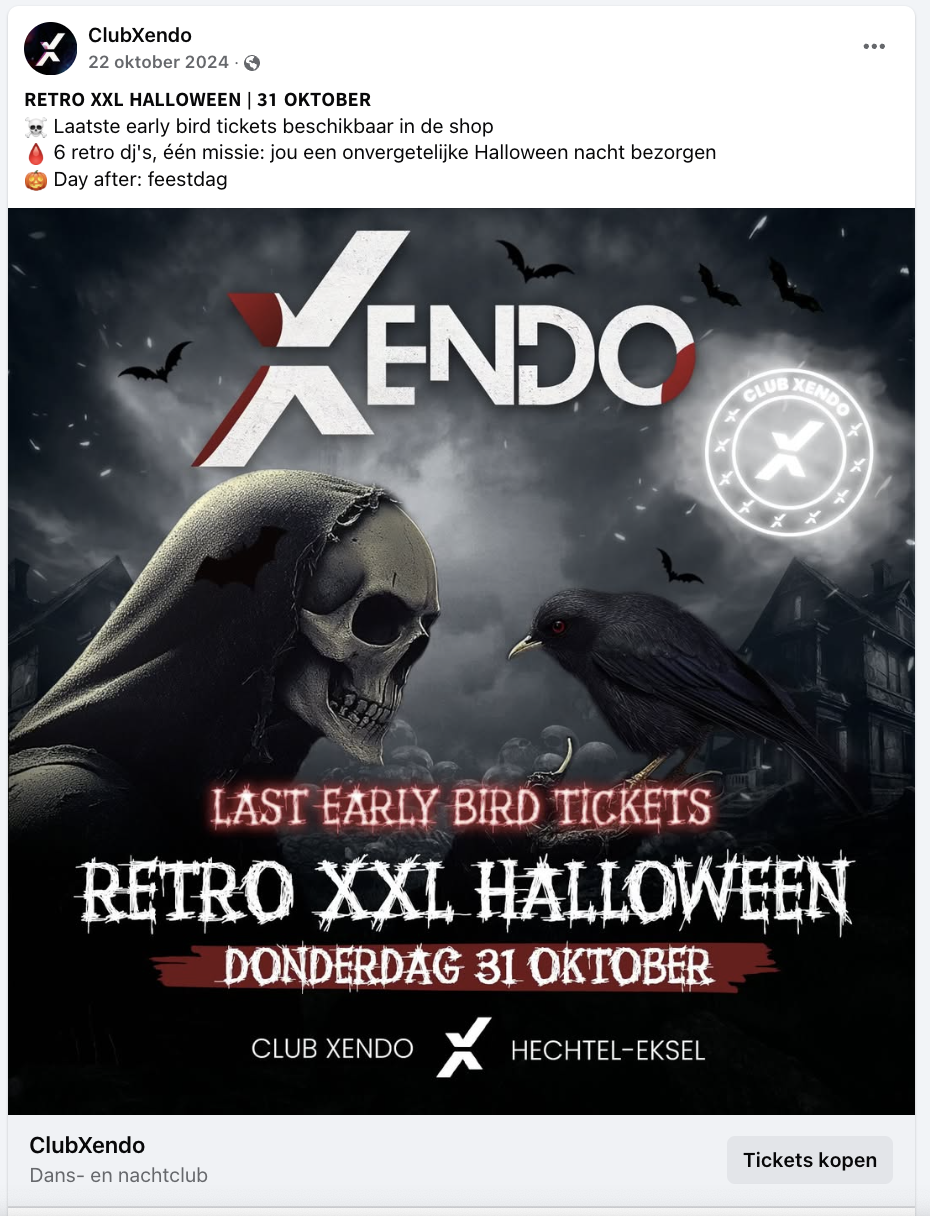 ClubXendo
22 oktober 2024 ·
RETRO XXL HALLOWEEN | 31 OKTOBER
☠️ Laatste early bird tickets beschikbaar in de shop
🩸 6 retro dj's, één missie: jou een onvergetelijke Halloween nacht bezorgen
🎃 Day after: feestdag
XENDO
CLUB XENDO
LAST EARLY BIRD TICKETS
RETRO XXL HALLOWEEN
DONDERDAG 31 OKTOBER
CLUB XENDO X HECHTEL-EKSEL
ClubXendo
Dans- en nachtclub
Tickets kopen